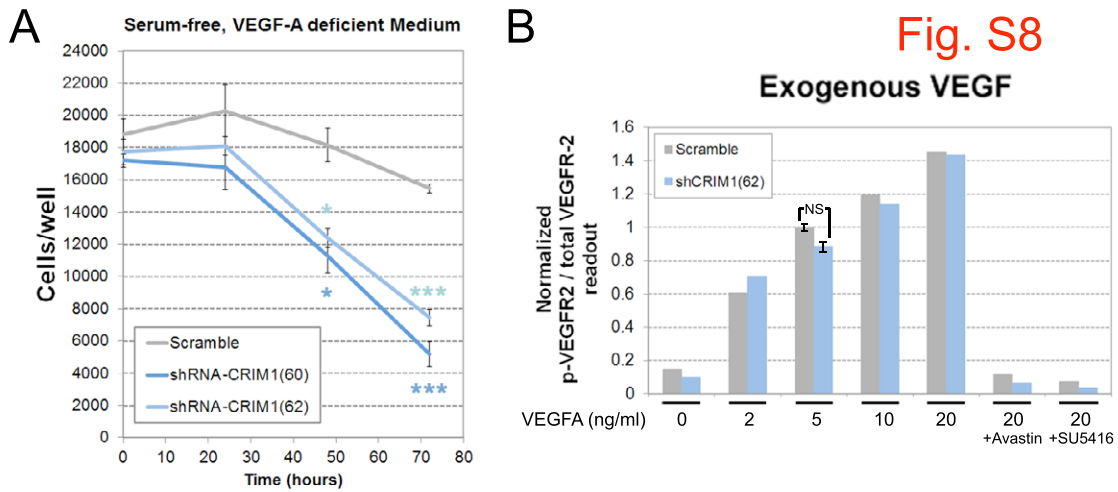 A
Serum-free, VEGF-A deficient Medium
24000
22000
20000
18000
16000
14000
12000
10000
8000
6000
4000
2000
0
Cells/well
*
*
***
***
Scramble
shRNA-CRIM1(60)
shRNA-CRIM1(62)
0 10 20 30 40 50 60 70 80
Time (hours)
B
Fig. S8
Exogenous VEGF
Normalized
p-VEGFR2 / total VEGFR-2
readout
1.6
1.4
1.2
1
0.8
0.6
0.4
0.2
0
Scramble
shCRIM1(62)
NS
VEGFA (ng/ml) 0 2 5 10 20 20 20
+Avastin +SU5416